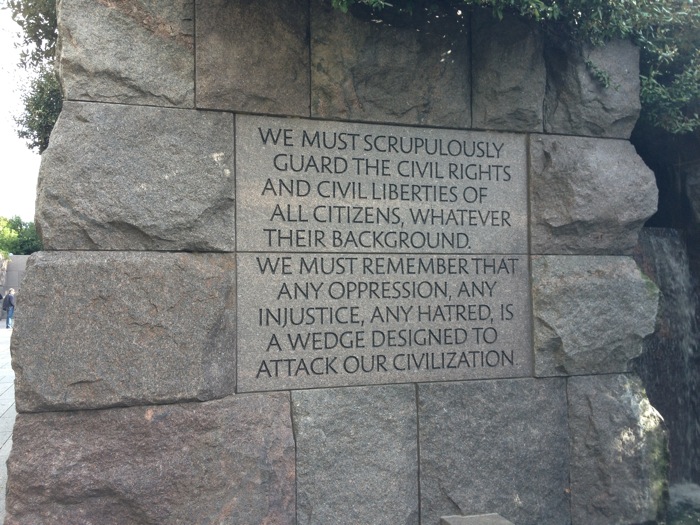 WE MUST SCRUPULOUSLY
GUARD THE CIVIL RIGHTS
AND CIVIL LIBERTIES OF
ALL CITIZENS, WHATEVER
THEIR BACKGROUND.
WE MUST REMEMBER THAT
ANY OPPRESSION, ANY
INJUSTICE, ANY HATRED, IS
A WEDGE DESIGNED TO
ATTACK OUR CIVILIZATION.